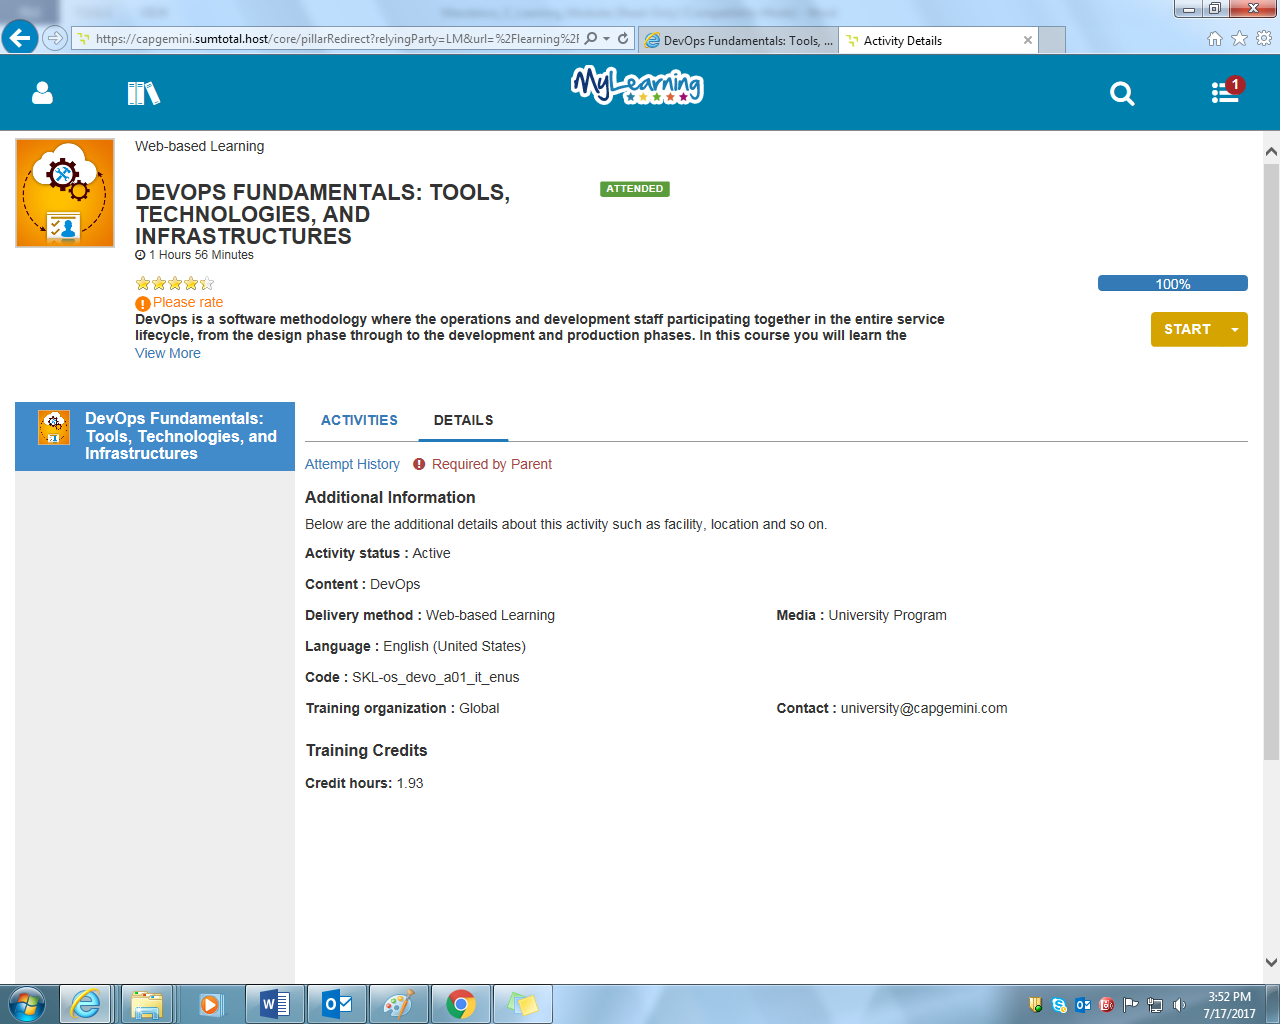 https://capgemini.sumtotal.host/core/pillarRedirect?relyingParty=LM&url=%2Flearning%2F
DevOps Fundamentals: Tools, ...
Activity Details
MyLearning
1
Web-based Learning
DEVOPS FUNDAMENTALS: TOOLS,
TECHNOLOGIES, AND
INFRASTRUCTURES
ATTENDED
1 Hours 56 Minutes
100%
Please rate
DevOps is a software methodology where the operations and development staff participating together in the entire service
lifecycle, from the design phase through to the development and production phases. In this course you will learn the
START
View More
DevOps Fundamentals:
Tools, Technologies, and
Infrastructures
ACTIVITIES
DETAILS
Attempt History
Required by Parent
Additional Information
Below are the additional details about this activity such as facility, location and so on.
Activity status : Active
Content : DevOps
Delivery method : Web-based Learning
Media : University Program
Language : English (United States)
Code : SKL-os_devo_a01_it_enus
Training organization : Global
Contact : university@capgemini.com
Training Credits
Credit hours: 1.93
3:52 PM
7/17/2017